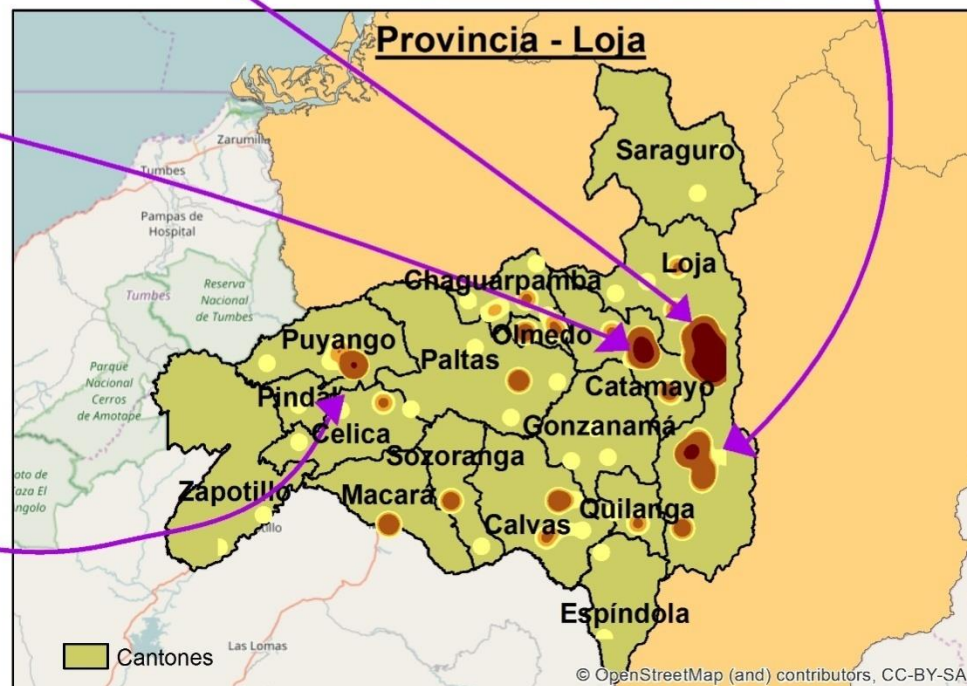 Provincia - Loja
Zarumilla
Tumbes
Pampas de
Hospital
Saraguro
Loja
Reserva
Nacional
de Tumbes
Tumbes
Chaguarpamba
Puyango
Olmedo
Paltas
Parque
Nacional
Cerros
de Amotape
Catamayo
Celica
Gonzanamá
Sozoranga
Zapotillo
Macará
Calvas
Quilanga
Espíndola
Las Lomas
Cantones
© OpenStreetMap (and) contributors, CC-BY-SA